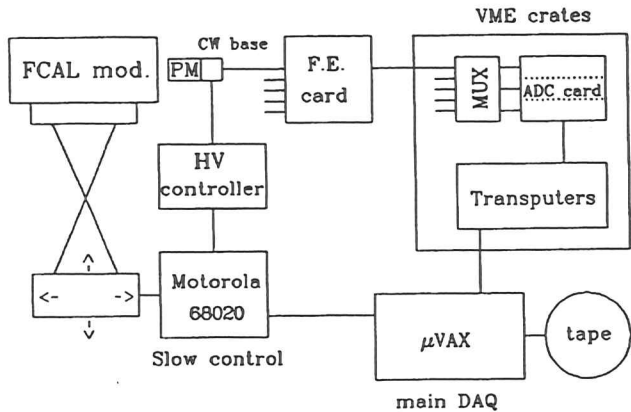 VME crates
CW base
FCAL mod.
PM
F.E.
card
MUX
ADC card
HV
controller
Transputers
<- ->
Motorola
68020
μVAX
tape
Slow control
main DAQ